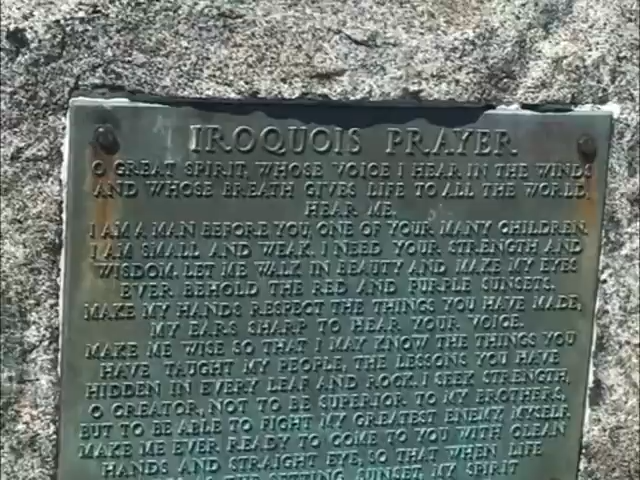 IROQUOIS PRAYER
O GREAT SPIRIT, WHOSE VOICE I HEAR IN THE WINDS
AND WHOSE BREATH GIVES LIFE TO ALL THE WORLD,
HEAR ME.
I AM A MAN BEFORE YOU, ONE OF YOUR MANY CHILDREN.
I AM SMALL AND WEAK. I NEED YOUR STRENGTH AND
WISDOM. LET ME WALK IN BEAUTY AND MAKE MY EYES
EVER BEHOLD THE RED AND PURPLE SUNSETS.
MAKE MY HANDS RESPECT THE THINGS YOU HAVE MADE,
MY EARS SHARP TO HEAR YOUR VOICE.
MAKE ME WISE SO THAT I MAY KNOW THE THINGS YOU
HAVE TAUGHT MY PEOPLE, THE LESSONS YOU HAVE
HIDDEN IN EVERY LEAF AND ROCK. I SEEK STRENGTH,
O CREATOR, NOT TO BE SUPERIOR TO MY BROTHERS,
BUT TO BE ABLE TO FIGHT MY GREATEST ENEMY MYSELF.
MAKE ME EVER READY TO COME TO YOU WITH CLEAN
HANDS AND STRAIGHT EYE, SO THAT WHEN LIFE
THE SETTING SUNSET, MY SPIRIT